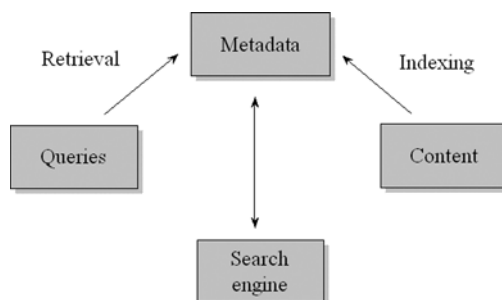 Metadata
Retrieval
Indexing
Queries
Content
Search
engine